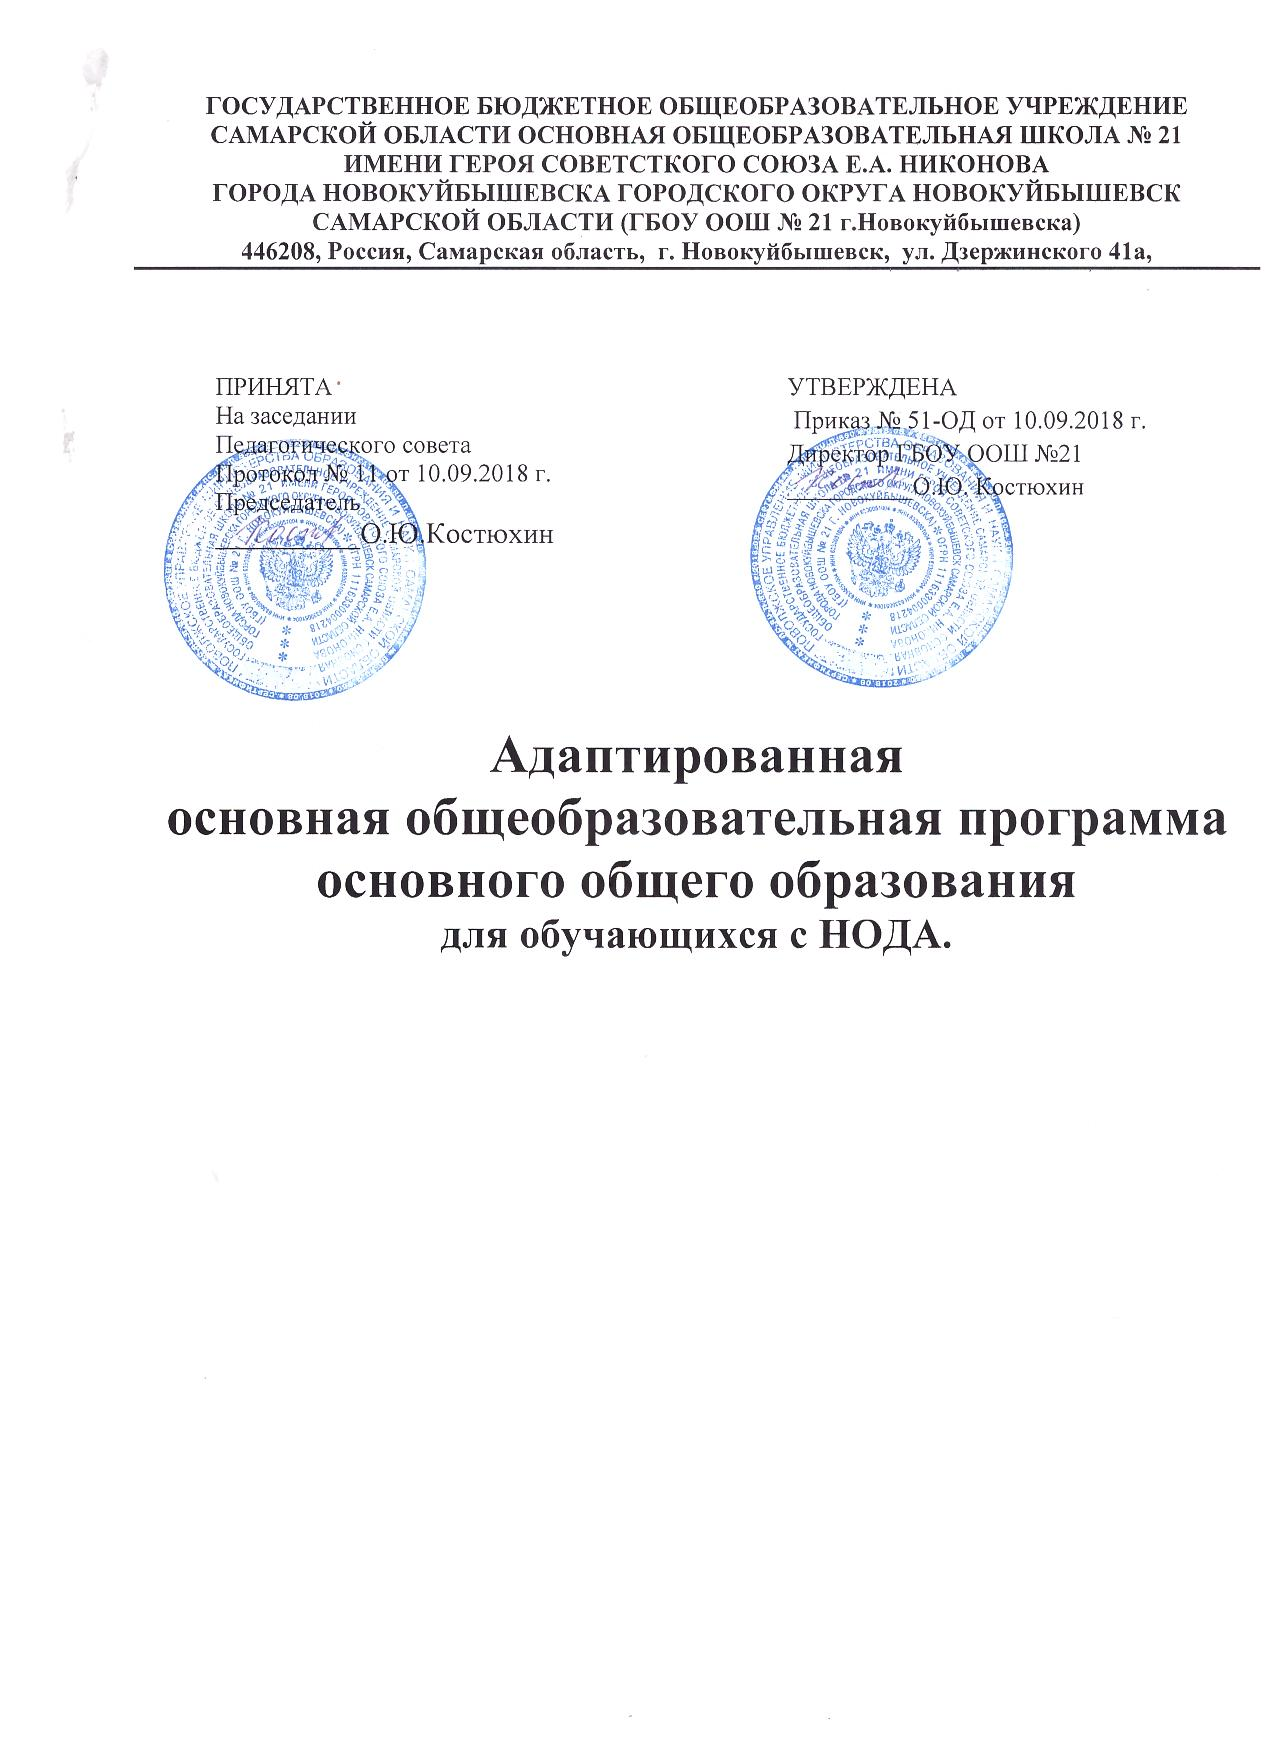 ГОСУДАРСТВЕННОЕ БЮДЖЕТНОЕ ОБЩЕОБРАЗОВАТЕЛЬНОЕ УЧРЕЖДЕНИЕ
САМАРСКОЙ ОБЛАСТИ ОСНОВНАЯ ОБЩЕОБРАЗОВАТЕЛЬНАЯ ШКОЛА № 21
ИМЕНИ ГЕРОЯ СОВЕТСТКОГО СОЮЗА Е.А. НИКОНОВА
ГОРОДА НОВОКУЙБЫШЕВСКА ГОРОДСКОГО ОКРУГА НОВОКУЙБЫШЕВСК
САМАРСКОЙ ОБЛАСТИ (ГБОУ ООШ № 21 г.Новокуйбышевска)
446208, Россия, Самарская область, г. Новокуйбышевск, ул. Дзержинского 41а,
ПРИНЯТА
На заседании
Педагогического совета
Протокол № 11 от 10.09.2018 г.
Председатель
О.Ю.Костюхин
УТВЕРЖДЕНА
Приказ № 51-ОД от 10.09.2018 г.
Директор ГБОУ ООШ №21
О.Ю. Костюхин
Адаптированная
основная общеобразовательная программа
основного общего образования
для обучающихся с НОДА.